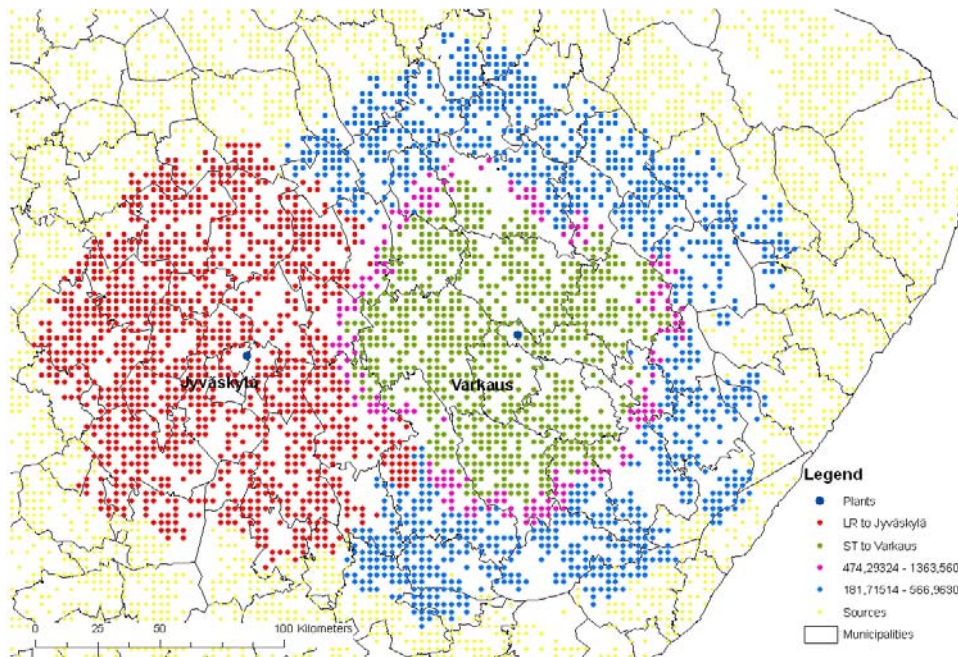 Jyväskylä
Varkaus
Legend
Plants
LR to Jyväskylä
ST to Varkaus
474,29324 - 1363,560
181,71514 - 566,9690
Sources
Municipalities
0 25 50 100 Kilometers